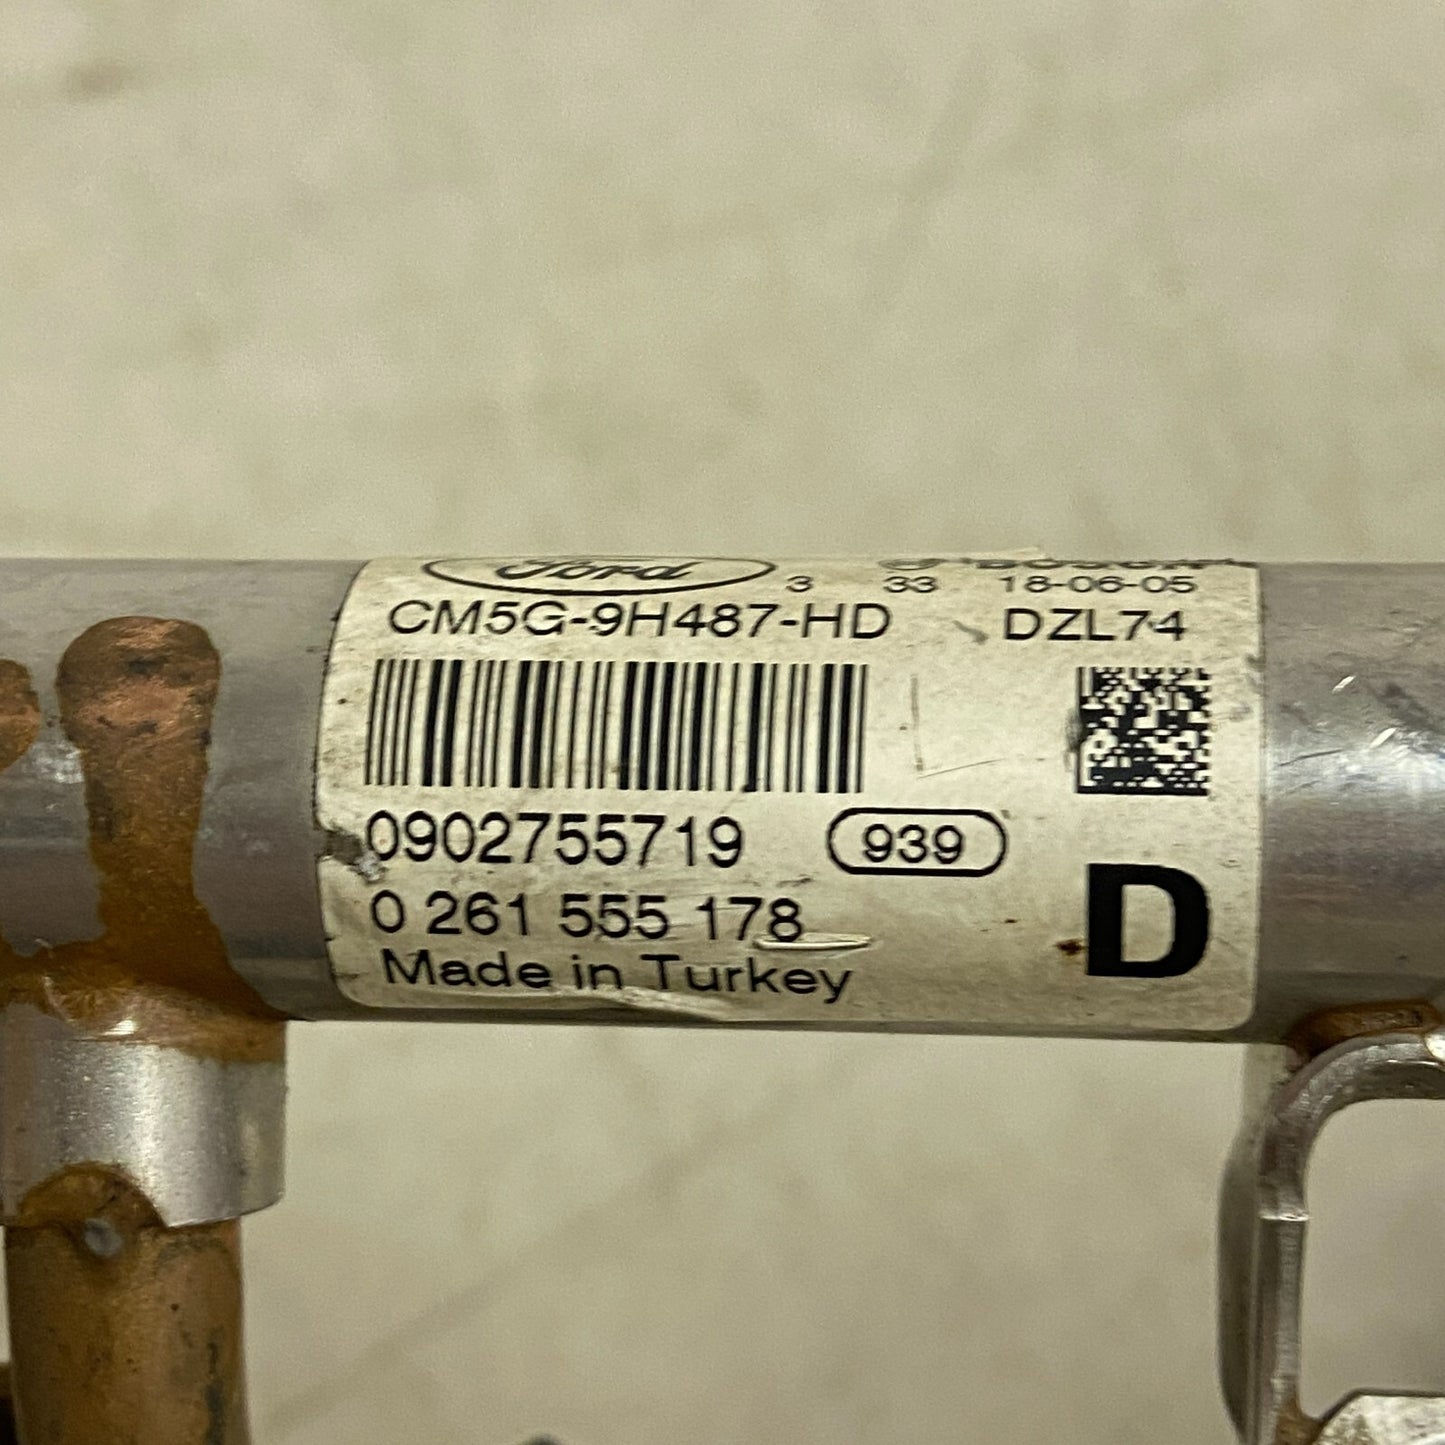 Ford 3 33 BOSCH
18-06-05
CM5G-9H487-HD DZL74
0902755719 939
0 261 555 178 D
Made in Turkey